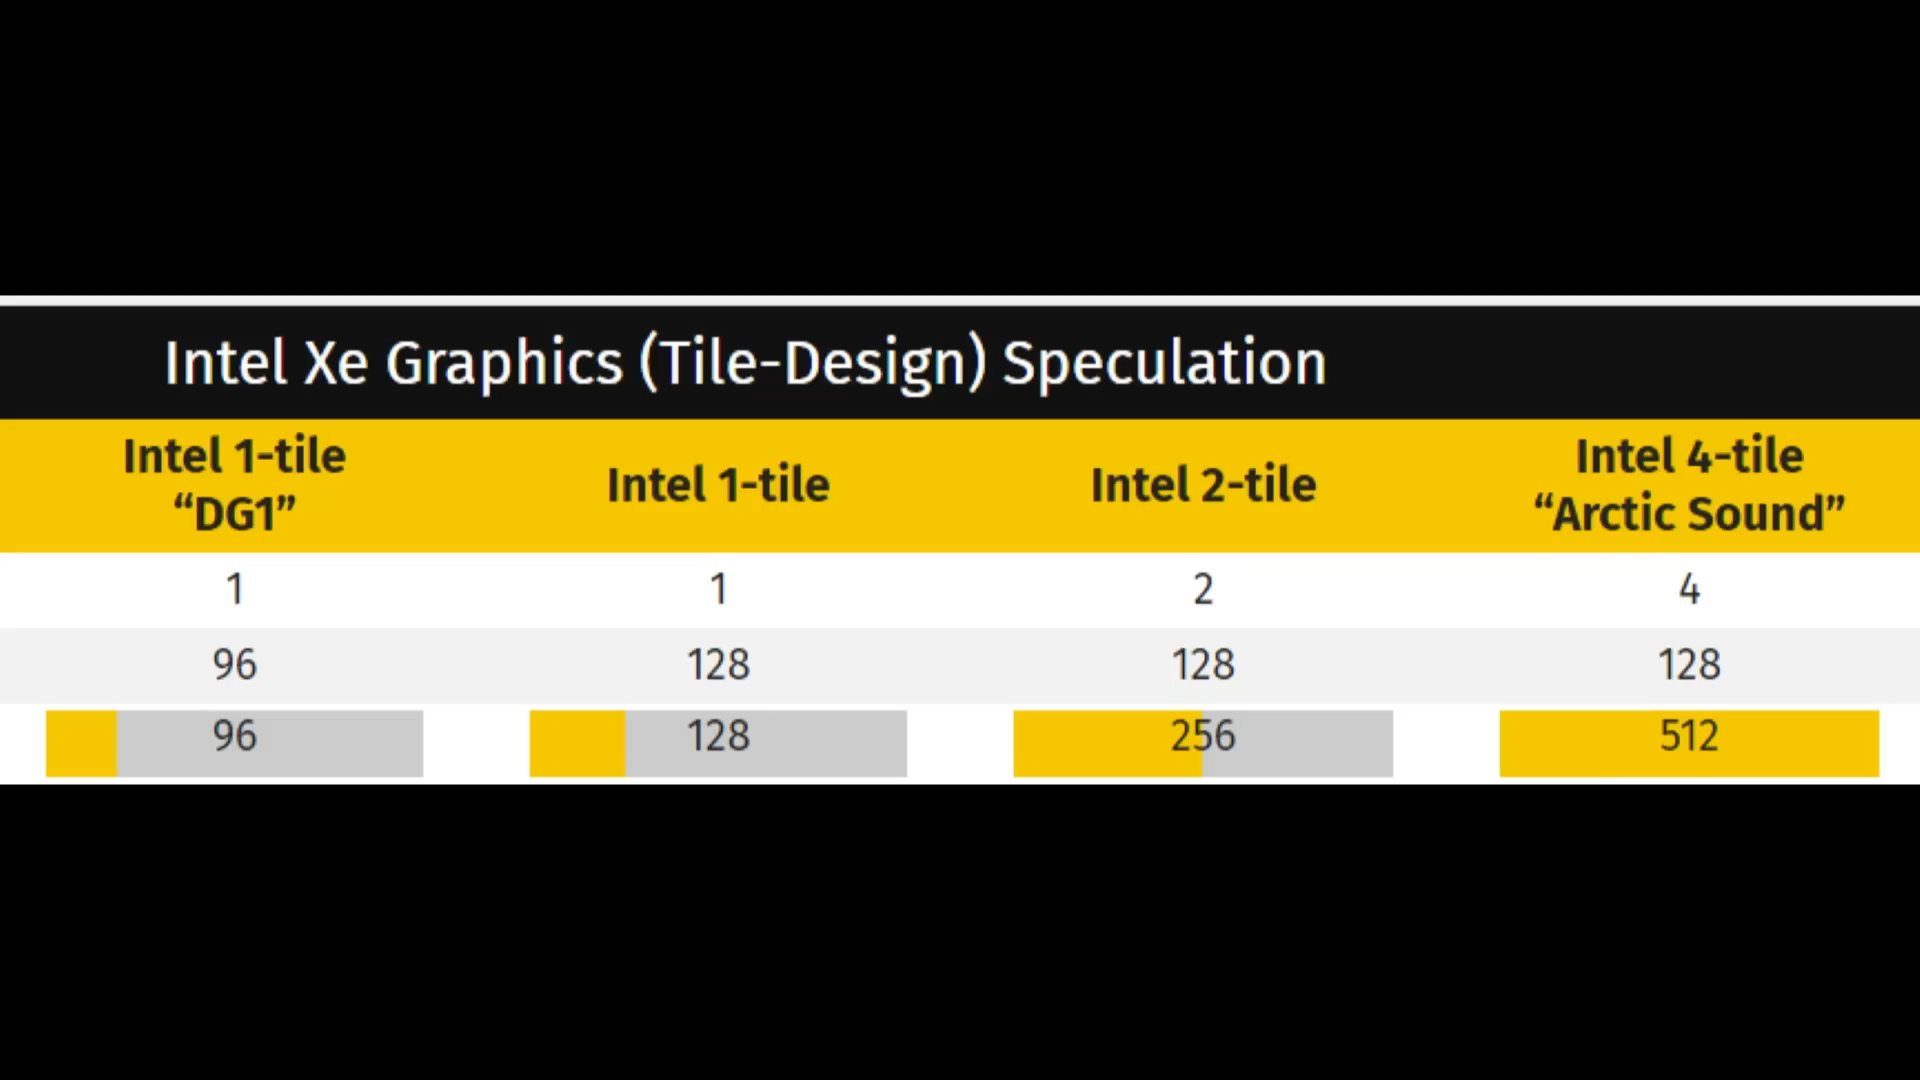 Intel Xe Graphics (Tile-Design) Speculation
Intel 1-tile
“DG1”
Intel 1-tile
Intel 2-tile
Intel 4-tile
“Arctic Sound”
1 1 2 4
96 128 128 128
96 128 256 512